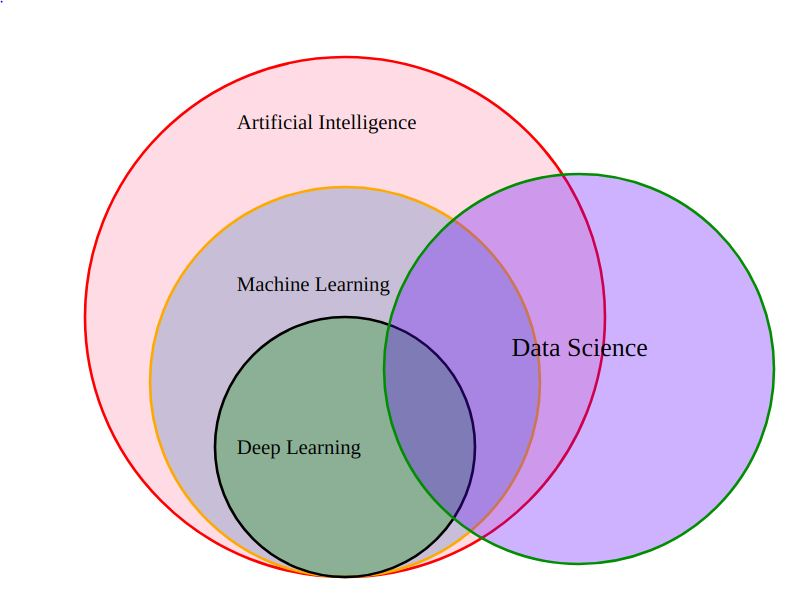 Artificial Intelligence
Machine Learning
Data Science
Deep Learning